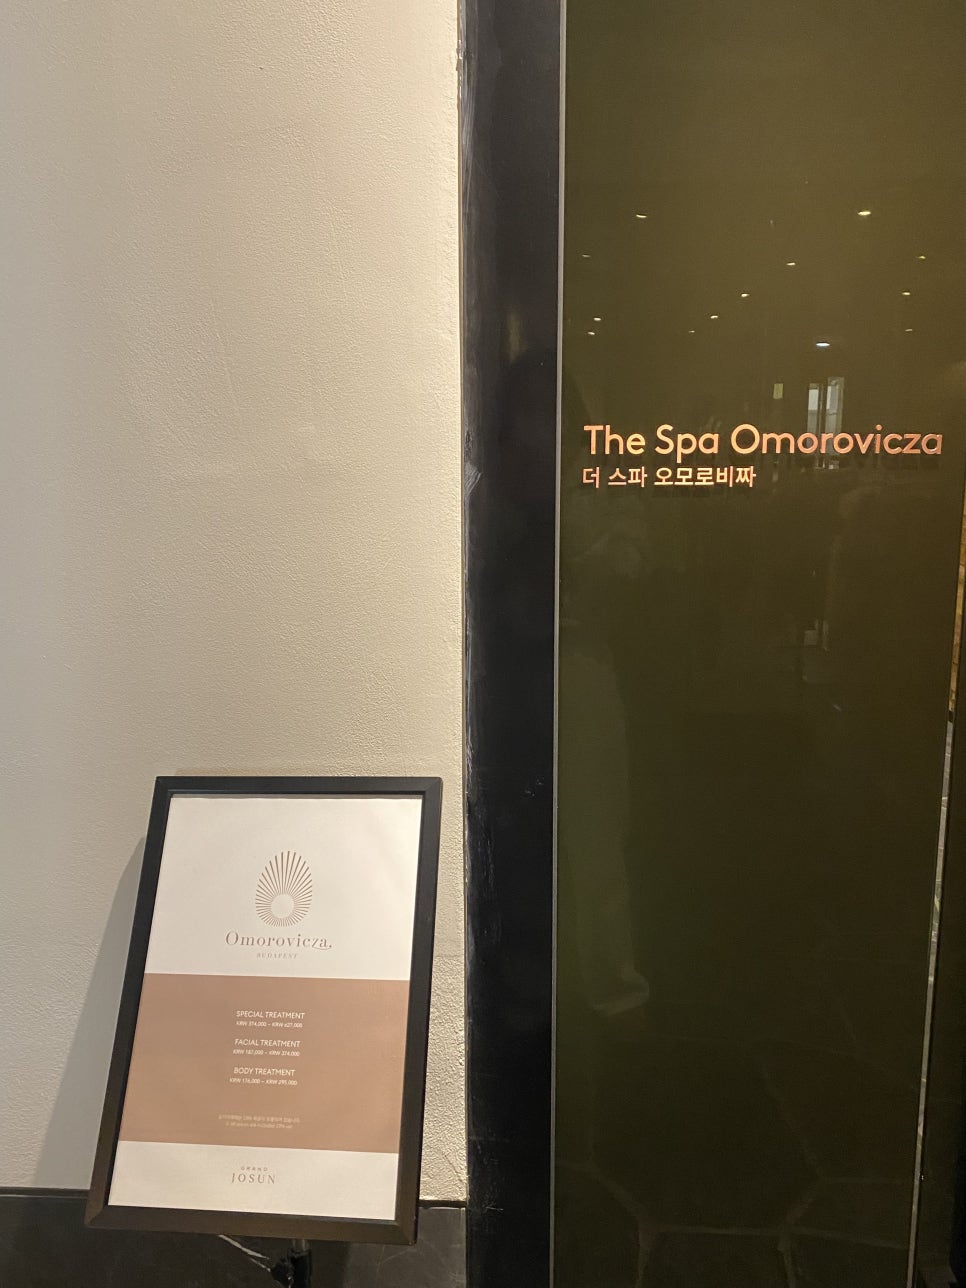 The Spa Omorovicza
더 스파 오모로비짜
Omorovicza,
BUDAPEST
SPECIAL TREATMENT
KRW 314,000 ~ KRW 627,000
FACIAL TREATMENT
KRW 187,000 ~ KRW 374,000
BODY TREATMENT
KRW 176,000 ~ KRW 295,000
GRAND
JOSUN